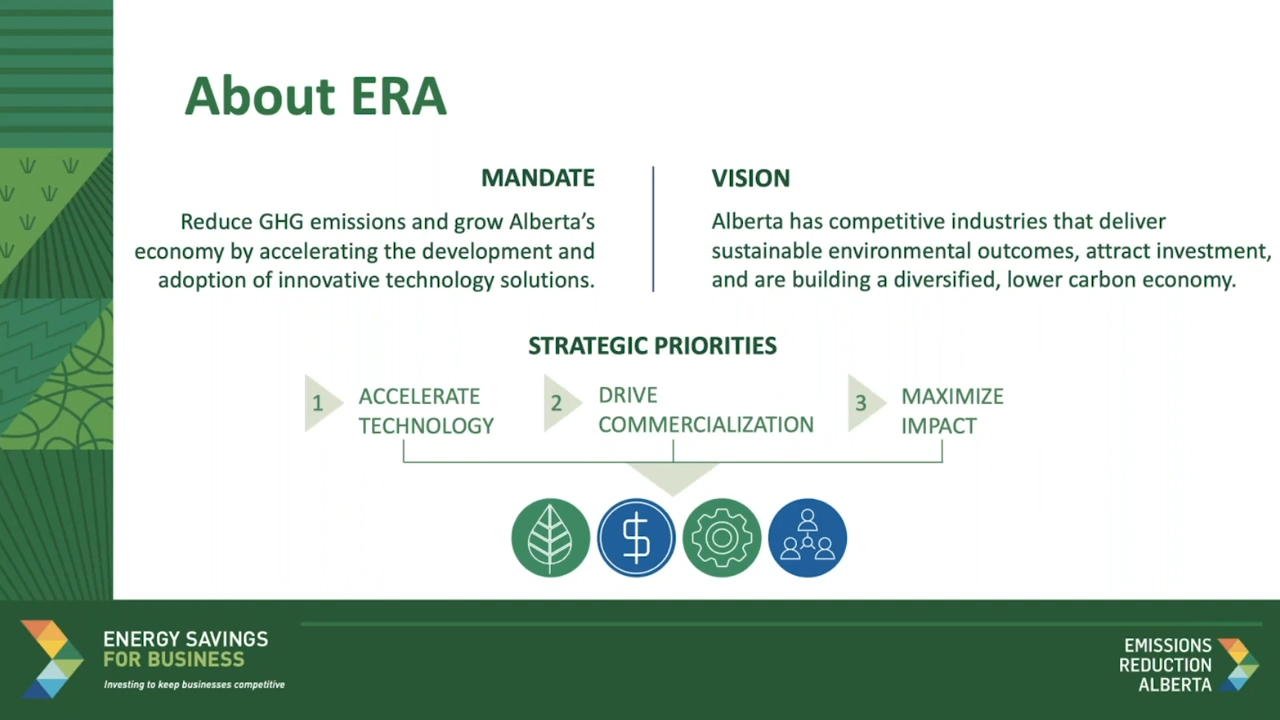 About ERA
MANDATE
Reduce GHG emissions and grow Alberta's
economy by accelerating the development and
adoption of innovative technology solutions.
VISION
Alberta has competitive industries that deliver
sustainable environmental outcomes, attract investment,
and are building a diversified, lower carbon economy.
STRATEGIC PRIORITIES
1
ACCELERATE
TECHNOLOGY
2
DRIVE
COMMERCIALIZATION
3
MAXIMIZE
IMPACT
$
ENERGY SAVINGS
FOR BUSINESS
Investing to keep businesses competitive
EMISSIONS
REDUCTION
ALBERTA